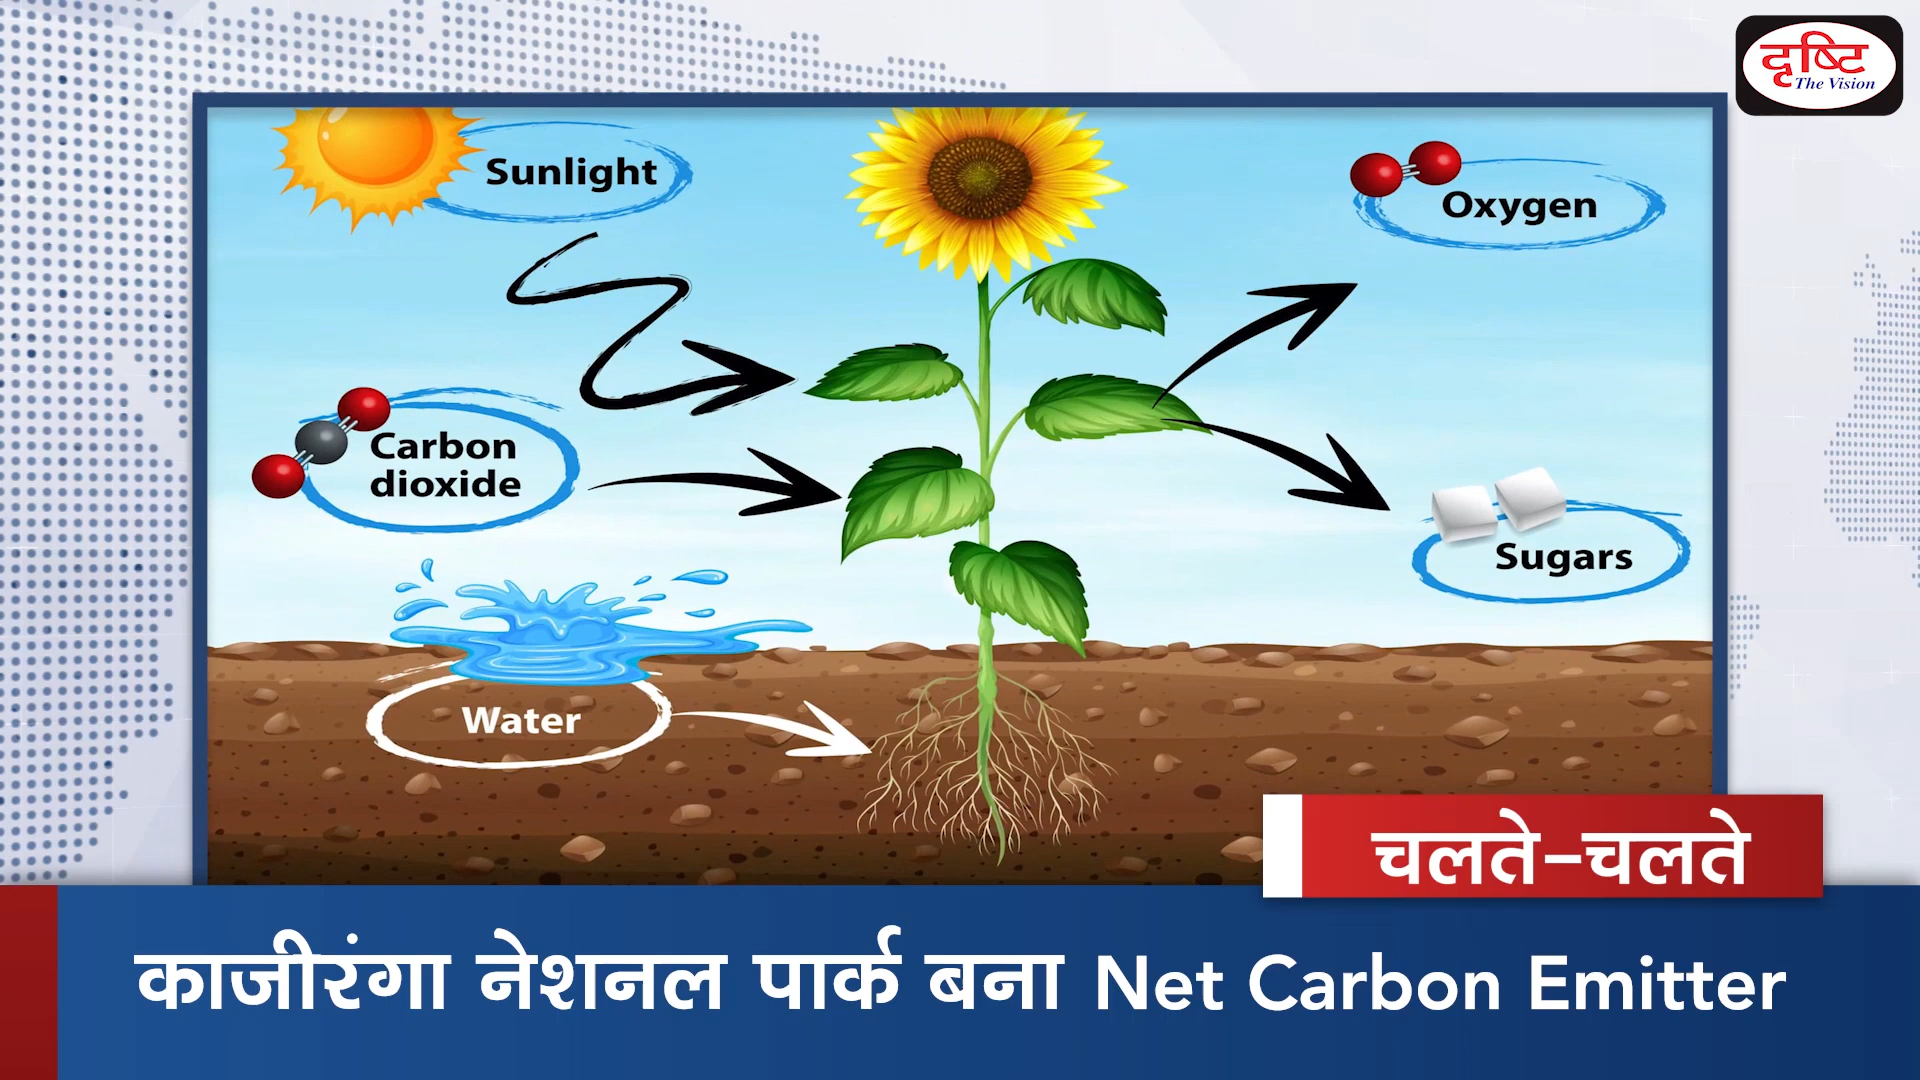 दृष्टि
The Vision
Sunlight
Oxygen
Carbon
dioxide
Sugars
Water
चलते-चलते
काजीरंगा नेशनल पार्क बना Net Carbon Emitter